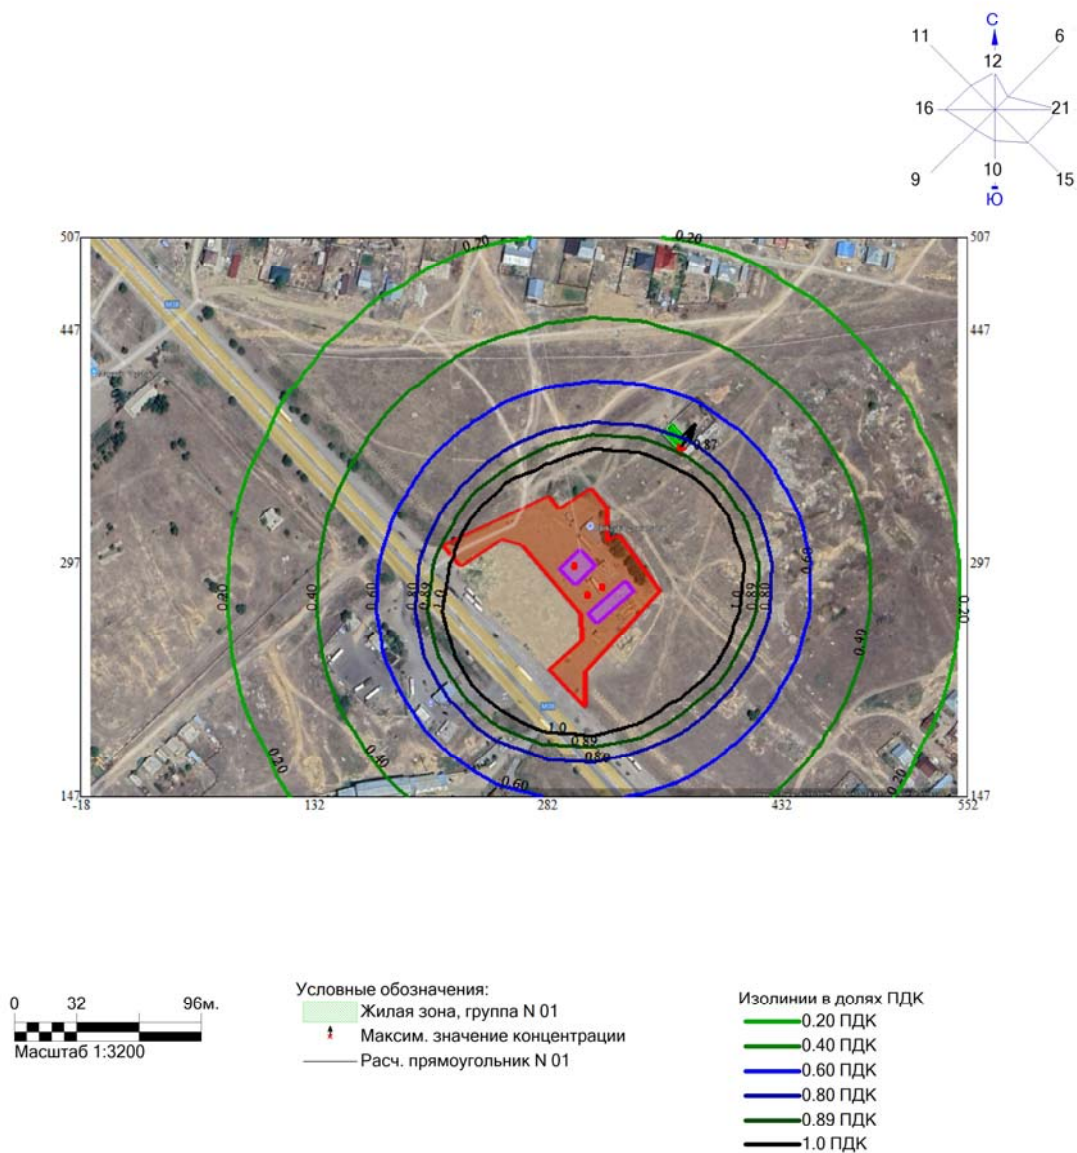 С
11
6
12
16
21
10
9
15
Ю
507
507
0.20
0.20
447
447
M38
0.87
297
297
0.20
0.40
0.60
0.80
0.89
1.0
1.0
0.89
0.80
0.60
0.40
0.20
M38
1.0
0.89
0.80
0.20
0.40
0.60
0.20
147
147
-18
132
282
432
552
0 32 96м.
Масштаб 1:3200
Условные обозначения:
Жилая зона, группа N 01
Максим. значение концентрации
Расч. прямоугольник N 01
Изолинии в долях ПДК
0.20 ПДК
0.40 ПДК
0.60 ПДК
0.80 ПДК
0.89 ПДК
1.0 ПДК